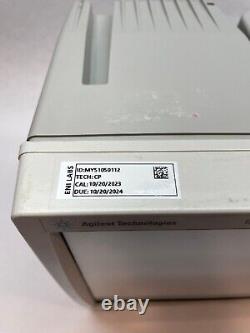 ENI LABS
ID:MY51050112
TECH:CP
CAL:10/20/2023
DUE:10/20/2024
Agilent Technologies